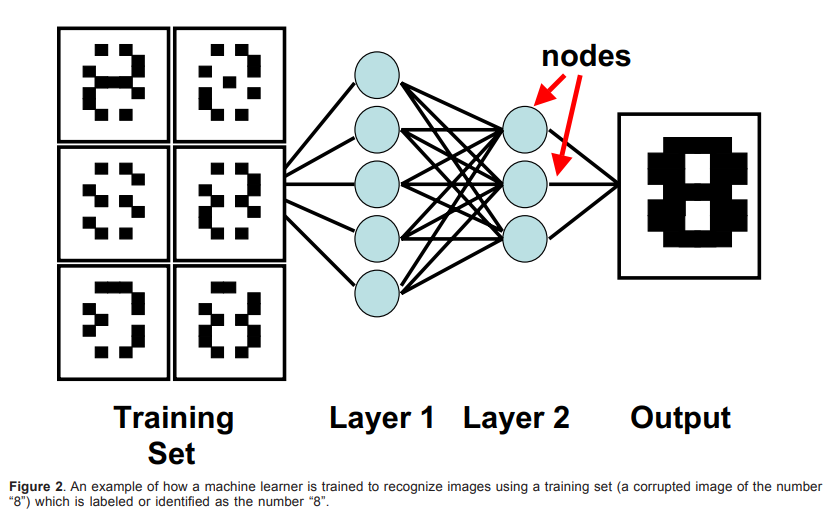 nodes
8
Training
Set
Layer 1
Layer 2
Output
Figure 2. An example of how a machine learner is trained to recognize images using a training set (a corrupted image of the number
“8”) which is labeled or identified as the number “8”.